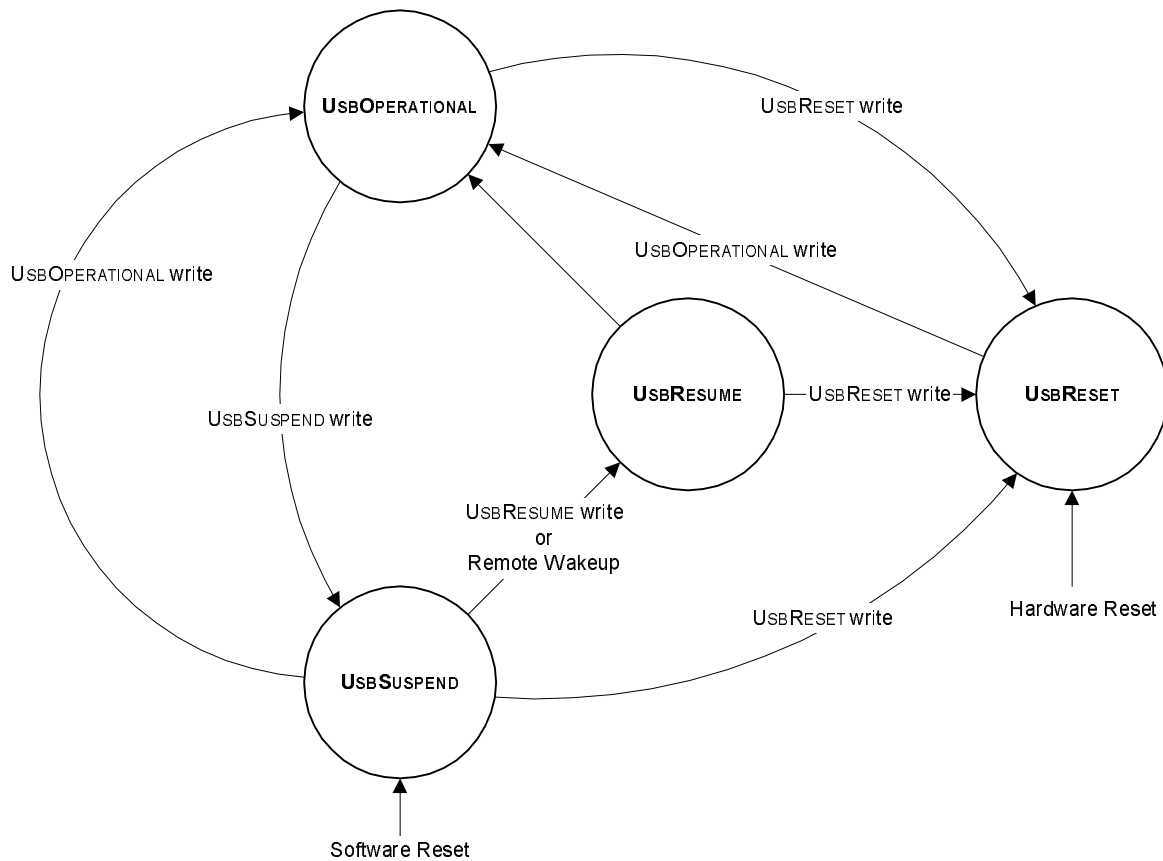 USBOPERATIONAL
USBRESET write
USBOPERATIONAL write
USBOPERATIONAL write
USBRESUME
USBRESET write
USBRESET
USBSUSPEND write
USBRESUME write
or
Remote Wakeup
Hardware Reset
USBRESET write
USBSUSPEND
Software Reset